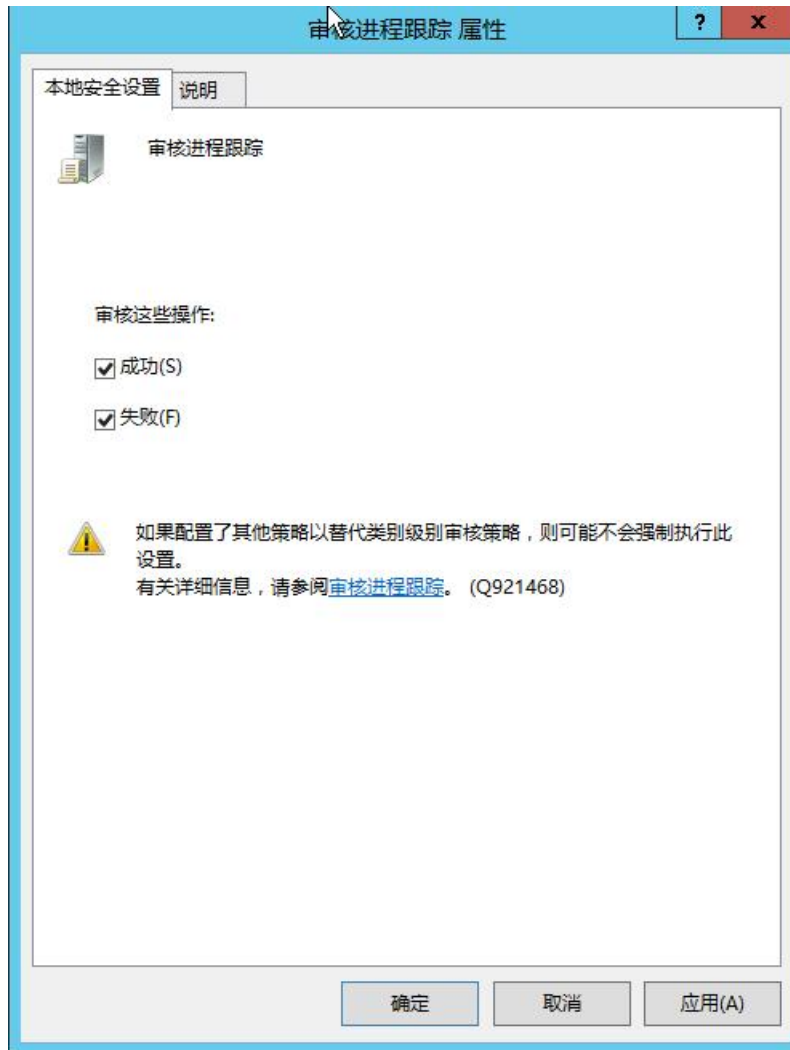 审核进程跟踪 属性
? x
本地安全设置 说明
审核进程跟踪
审核这些操作:
成功(S)
失败(F)
如果配置了其他策略以替代类别级别审核策略，则可能不会强制执行此
设置。
有关详细信息，请参阅审核进程跟踪。 (Q921468)
确定 取消 应用(A)